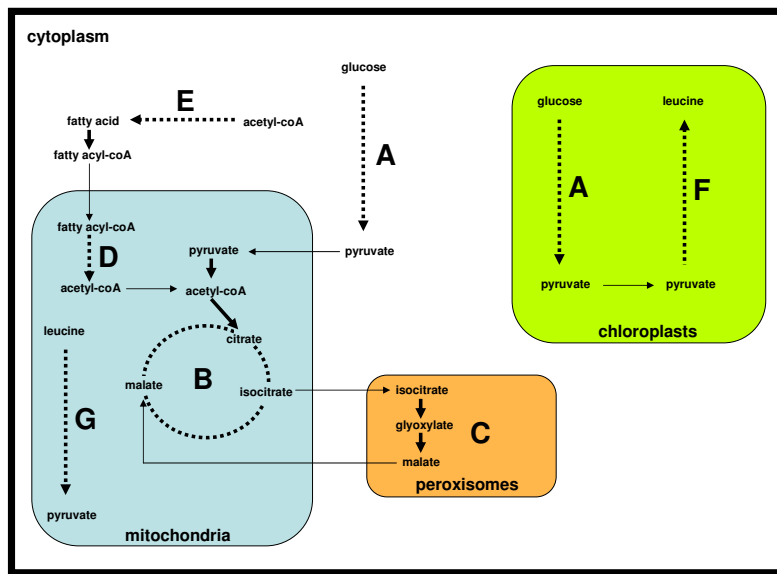 cytoplasm
glucose
E
fatty acid
acetyl-coA
fatty acyl-coA
A
fatty acyl-coA
D
acetyl-coA
pyruvate
pyruvate
acetyl-coA
leucine
citrate
B
malate
isocitrate
G
pyruvate
mitochondria
isocitrate
glyoxylate
C
malate
peroxisomes
glucose
leucine
A
F
pyruvate
pyruvate
chloroplasts